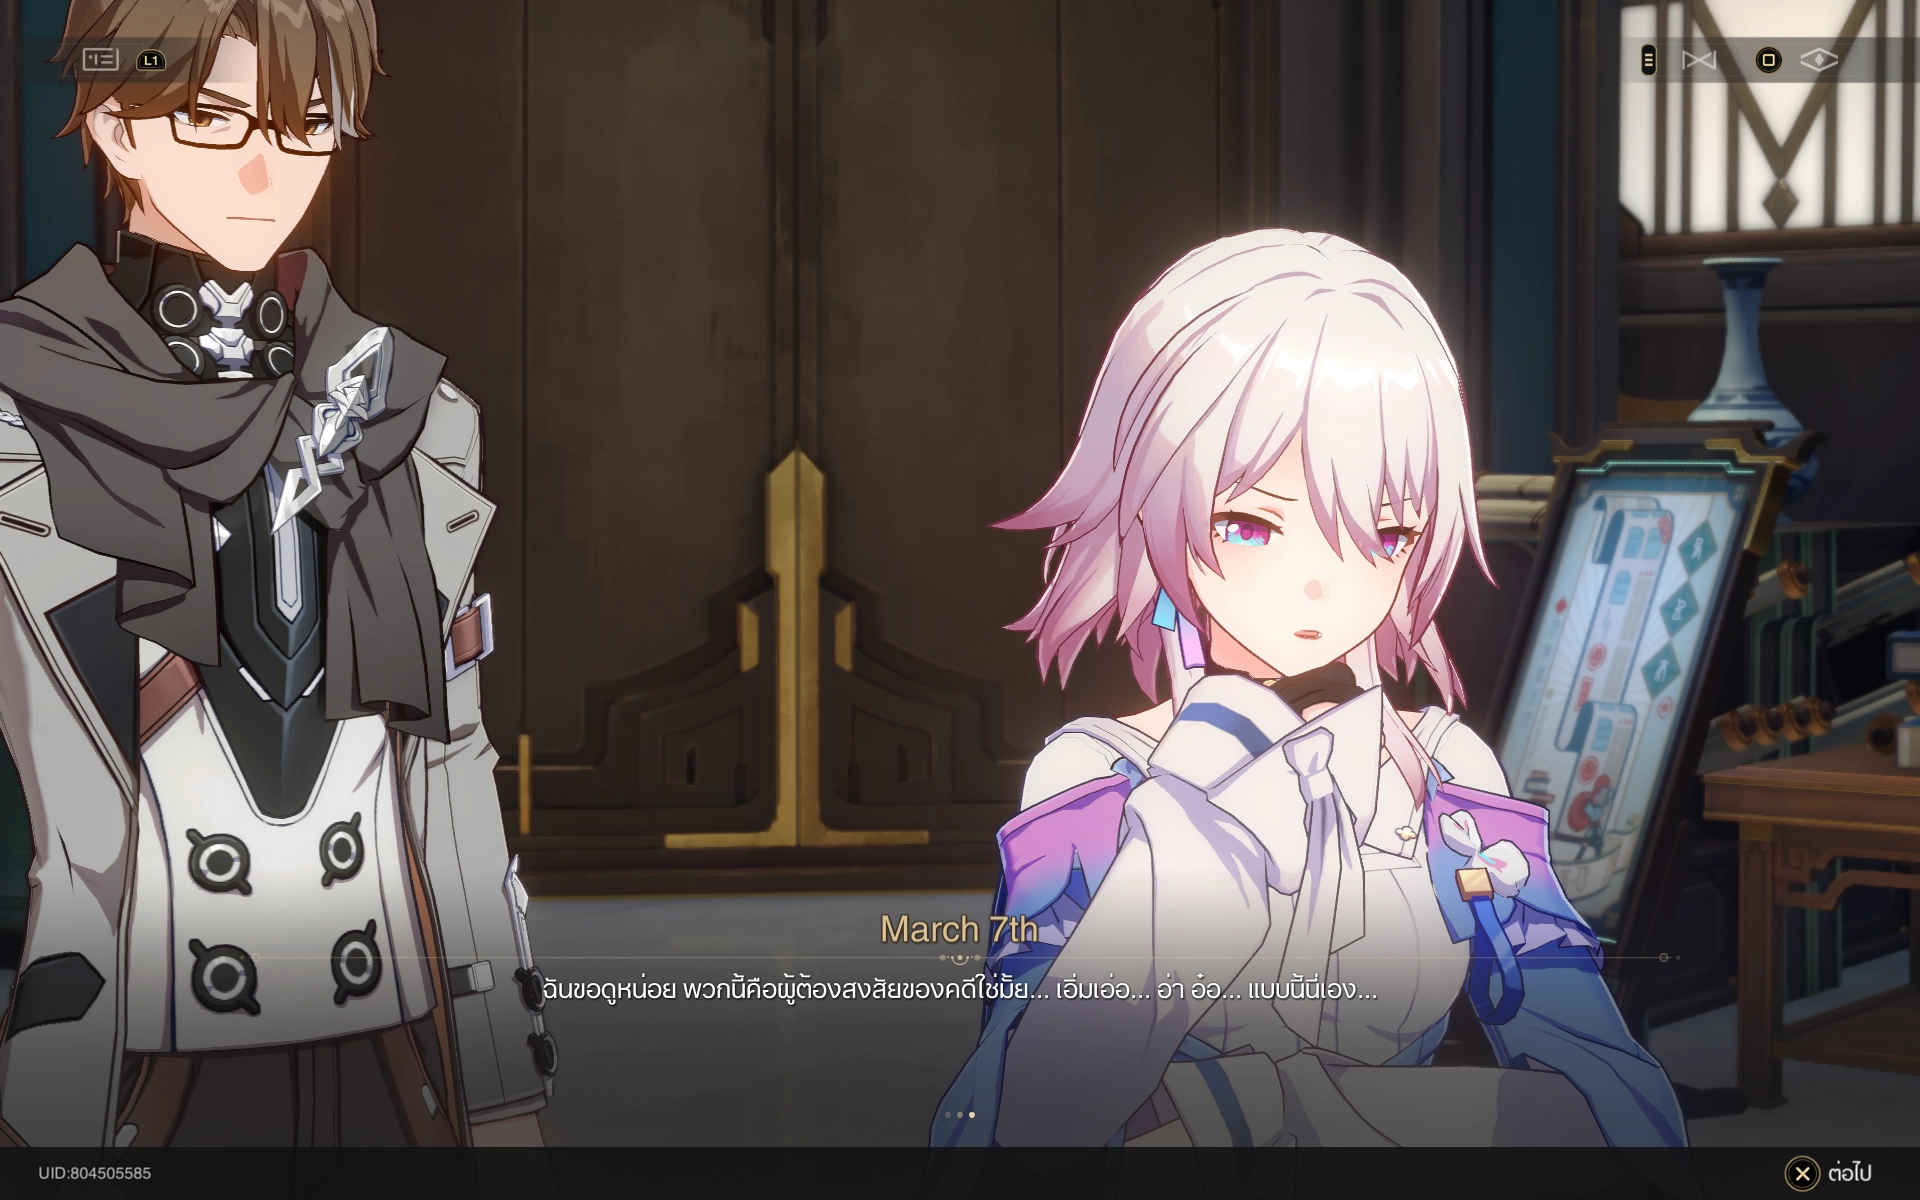 L1
March 7th
ฉันขอดูหน่อย พวกนี้คือผู้ต้องสงสัยของคดีใช่มั้ย... เอิ่มเอ่อ... อ่า อ๋อ... แบบนี้นี่เอง...
UID:804505585
ต่อไป